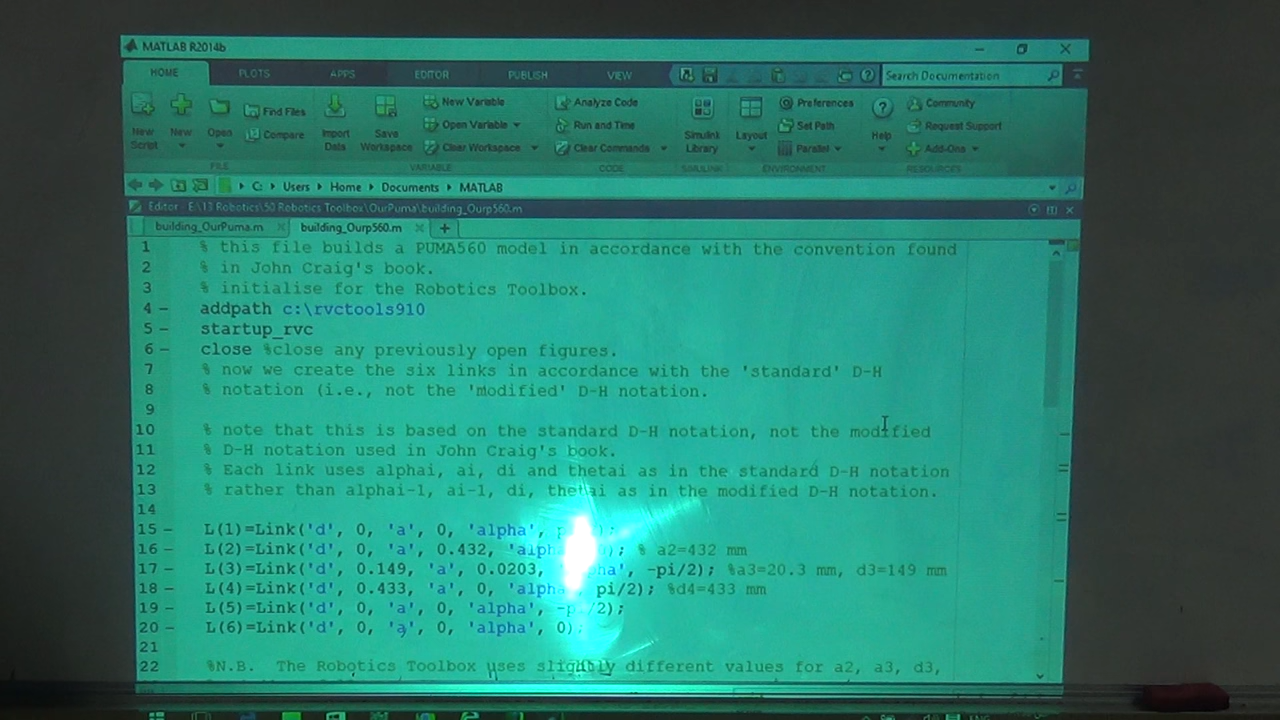 MATLAB R2014b
HOME PLOTS APPS EDITOR PUBLISH VIEW Search Documentation
New Script New Open Find Files Compare Import Data Save Workspace New Variable Open Variable Clear Workspace Analyze Code Run and Time Clear Commands Simulink Library Layout Preferences Set Path Parallel Help Community Request Support Add-Ons
FILE VARIABLE CODE SIMULINK ENVIRONMENT RESOURCES
C: Users Home Documents MATLAB
Editor - E:\13 Robotics\50 Robotics Toolbox\OurPuma\building_Ourp560.m
building_OurPuma.m building_Ourp560.m
1 % this file builds a PUMA560 model in accordance with the convention found
2 % in John Craig's book.
3 % initialise for the Robotics Toolbox.
4 – addpath c:\rvctools910
5 – startup_rvc
6 – close %close any previously open figures.
7 % now we create the six links in accordance with the 'standard' D-H
8 % notation (i.e., not the 'modified' D-H notation.
9
10 % note that this is based on the standard D-H notation, not the modified
11 % D-H notation used in John Craig's book.
12 % Each link uses alphai, ai, di and thetai as in the standard D-H notation
13 % rather than alphai-1, ai-1, di, thetai as in the modified D-H notation.
14
15 – L(1)=Link('d', 0, 'a', 0, 'alpha',
16 – L(2)=Link('d', 0, 'a', 0.432, ); % a2=432 mm
17 – L(3)=Link('d', 0.149, 'a', 0.0203, -pi/2); %a3=20.3 mm, d3=149 mm
18 – L(4)=Link('d', 0.433, 'a', 0, pi/2); %d4=433 mm
19 – L(5)=Link('d', 0, 'a', 0, 'alpha', -pi/2);
20 – L(6)=Link('d', 0, 'a', 0, 'alpha', 0);
21
22 %N.B. The Robotics Toolbox uses slightly different values for a2, a3, d3,